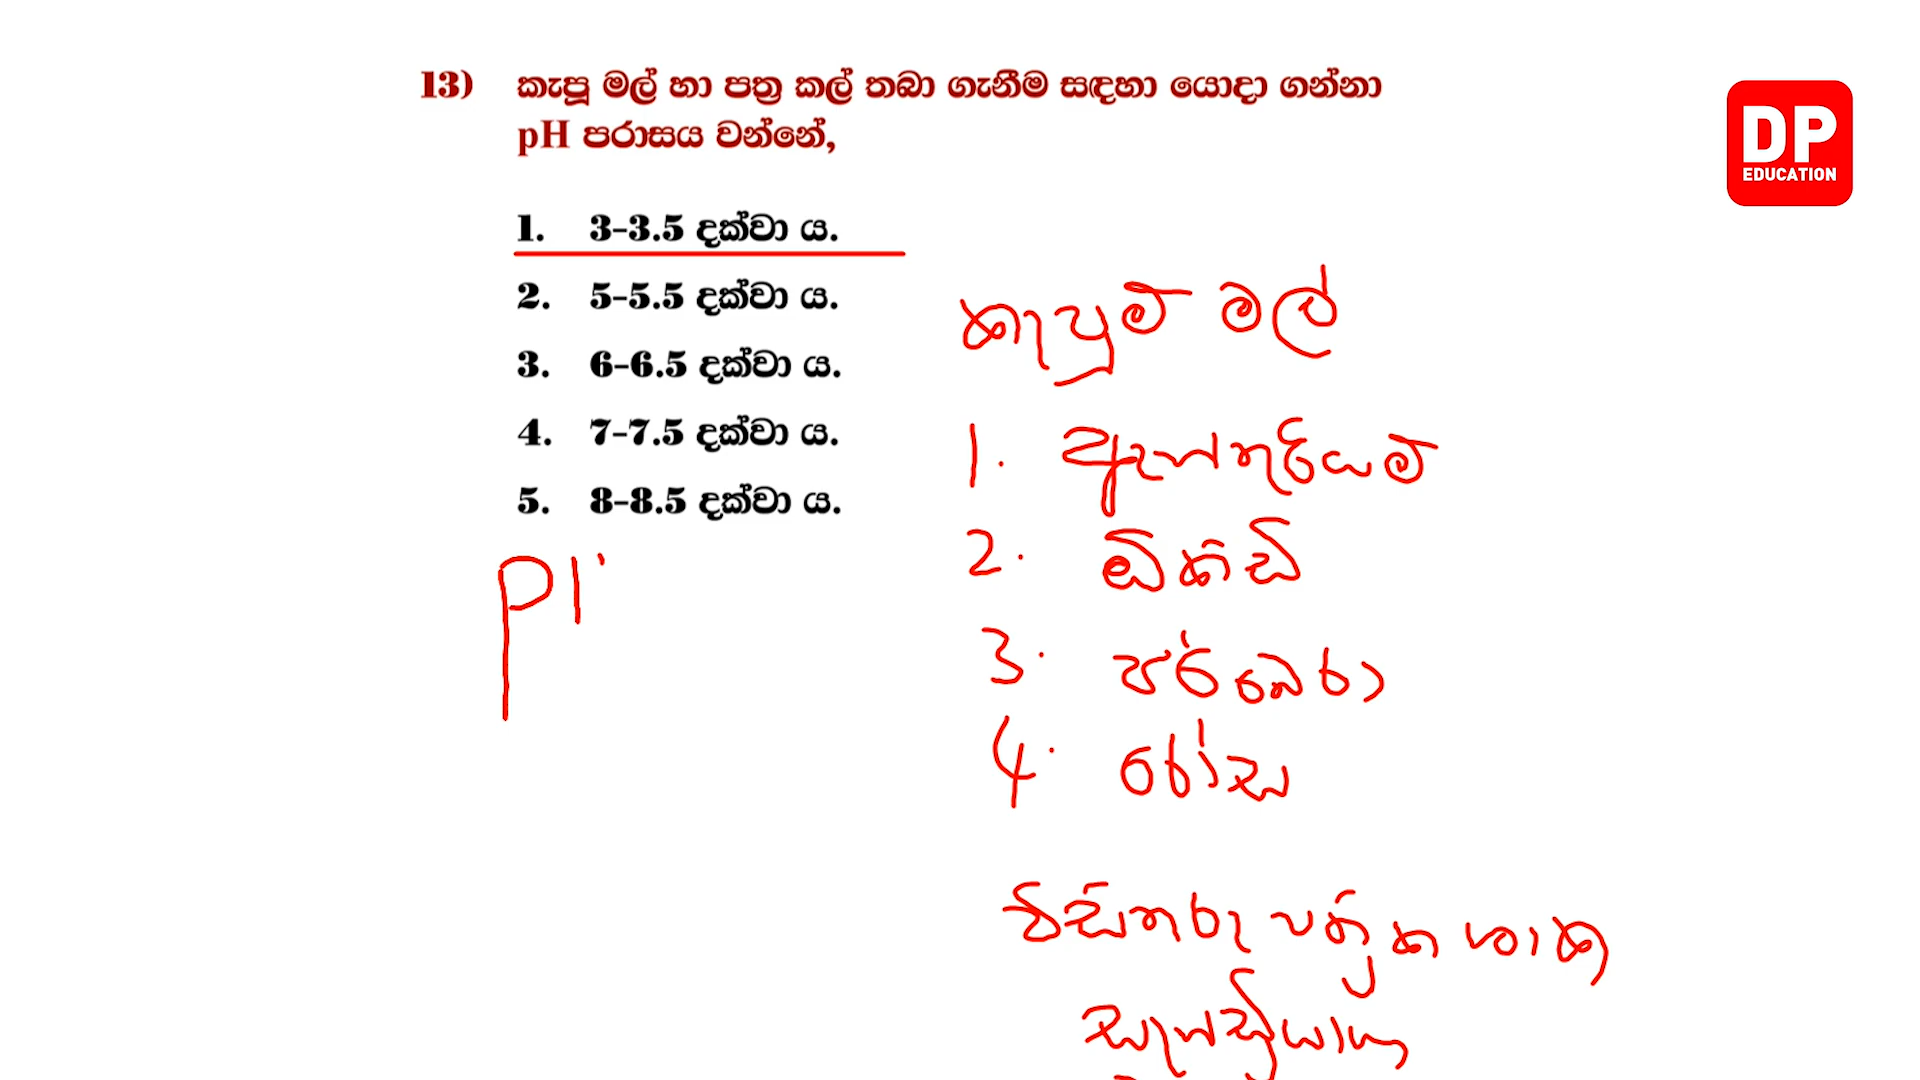 13) කැපූ මල් හා පත්‍ර කල් තබා ගැනීම සඳහා යොදා ගන්නා
pH පරාසය වන්නේ,
DP
EDUCATION
1. 3-3.5 දක්වා ය.
2. 5-5.5 දක්වා ය.
3. 6-6.5 දක්වා ය.
4. 7-7.5 දක්වා ය.
5. 8-8.5 දක්වා ය.
කැපුම් මල්
1. ඇන්තූරියම්
2. ඕකිඩ්
3. ජර්බෙරා
4. රෝස
විසිතුරු පත්‍රික ශාක